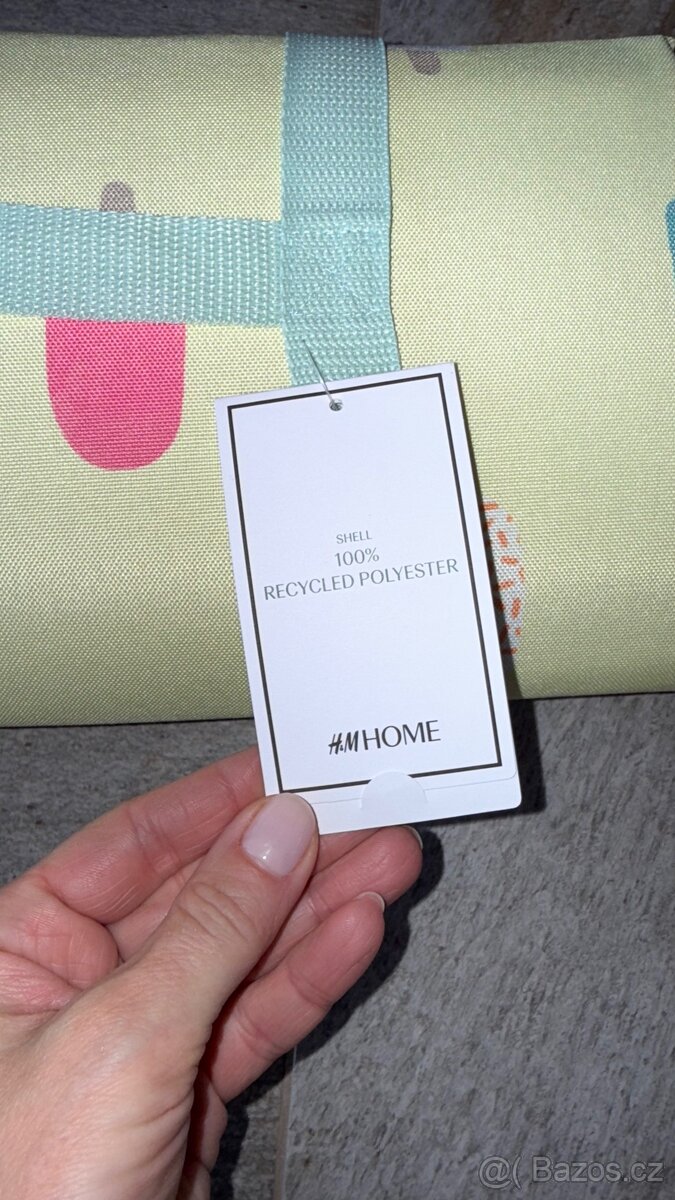 SHELL
100%
RECYCLED POLYESTER
H&M HOME
@( Bazos.cz